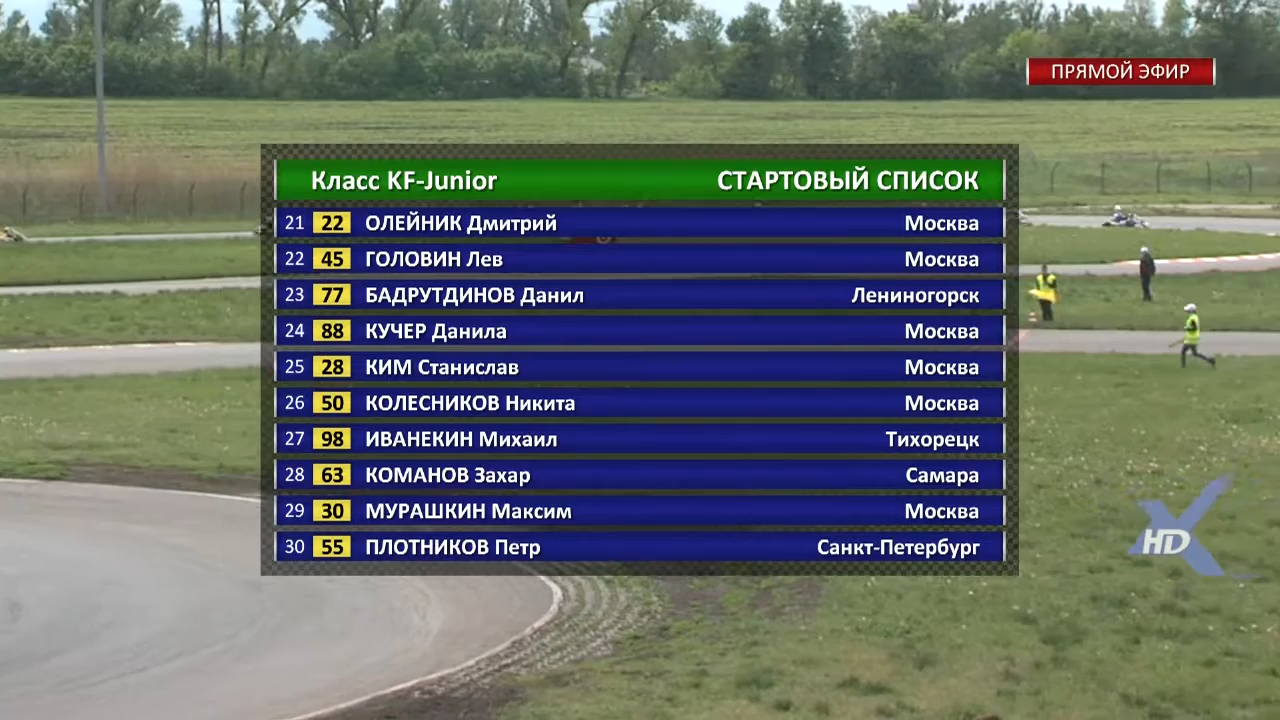 ПРЯМОЙ ЭФИР
Класс KF-Junior СТАРТОВЫЙ СПИСОК
21 22 ОЛЕЙНИК Дмитрий Москва
22 45 ГОЛОВИН Лев Москва
23 77 БАДРУТДИНОВ Данил Лениногорск
24 88 КУЧЕР Данила Москва
25 28 КИМ Станислав Москва
26 50 КОЛЕСНИКОВ Никита Москва
27 98 ИВАНЕКИН Михаил Тихорецк
28 63 КОМАНОВ Захар Самара
29 30 МУРАШКИН Максим Москва
30 55 ПЛОТНИКОВ Петр Санкт-Петербург
X HD